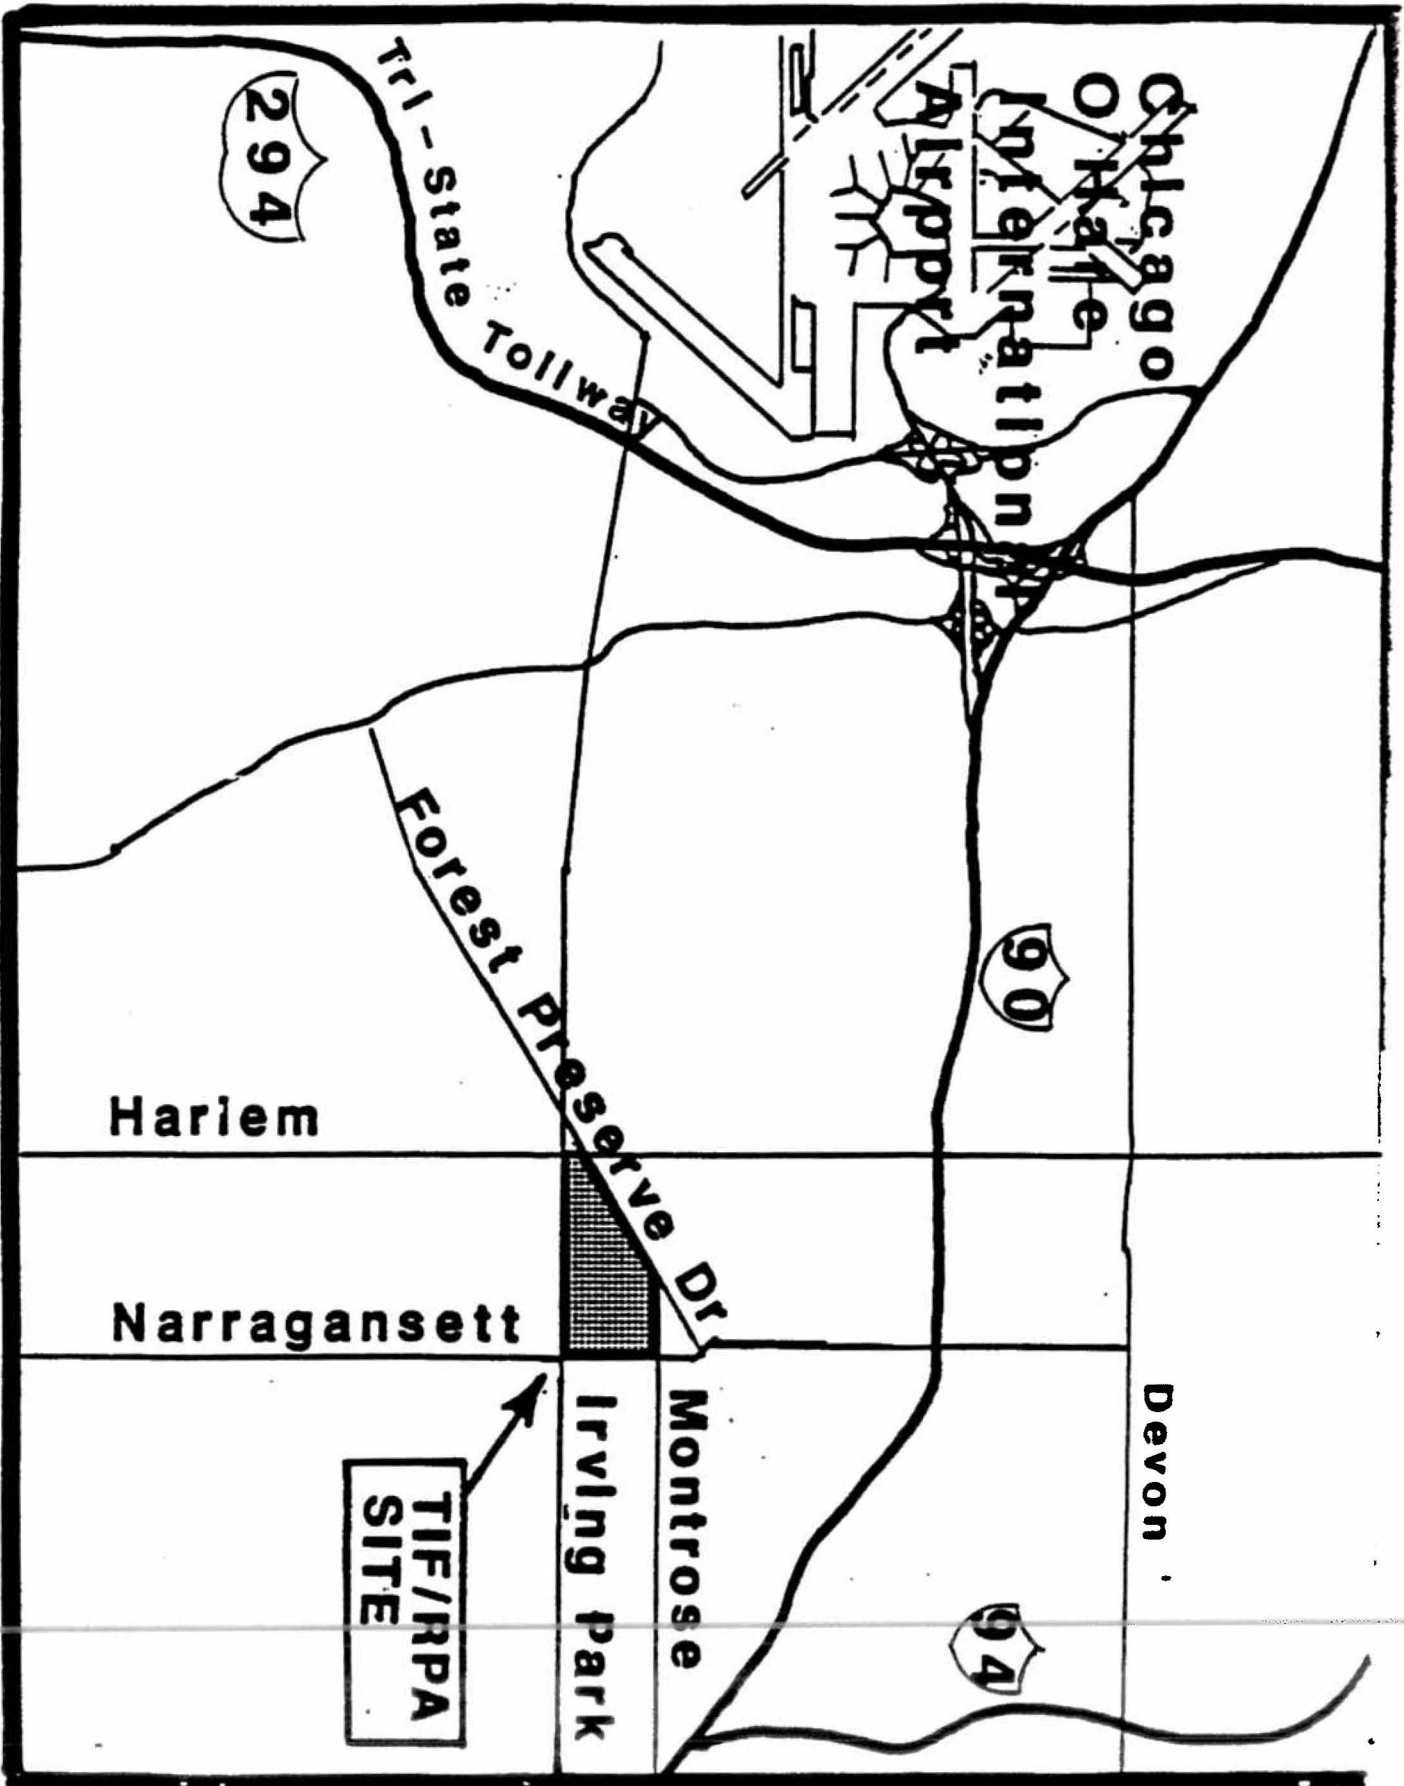 Chicago
O'Hare
International
Airport
Tri-State Tollway
294
90
94
Devon
Forest Preserve Dr
Harlem
Narragansett
Montrose
Irving Park
TIF/RPA
SITE